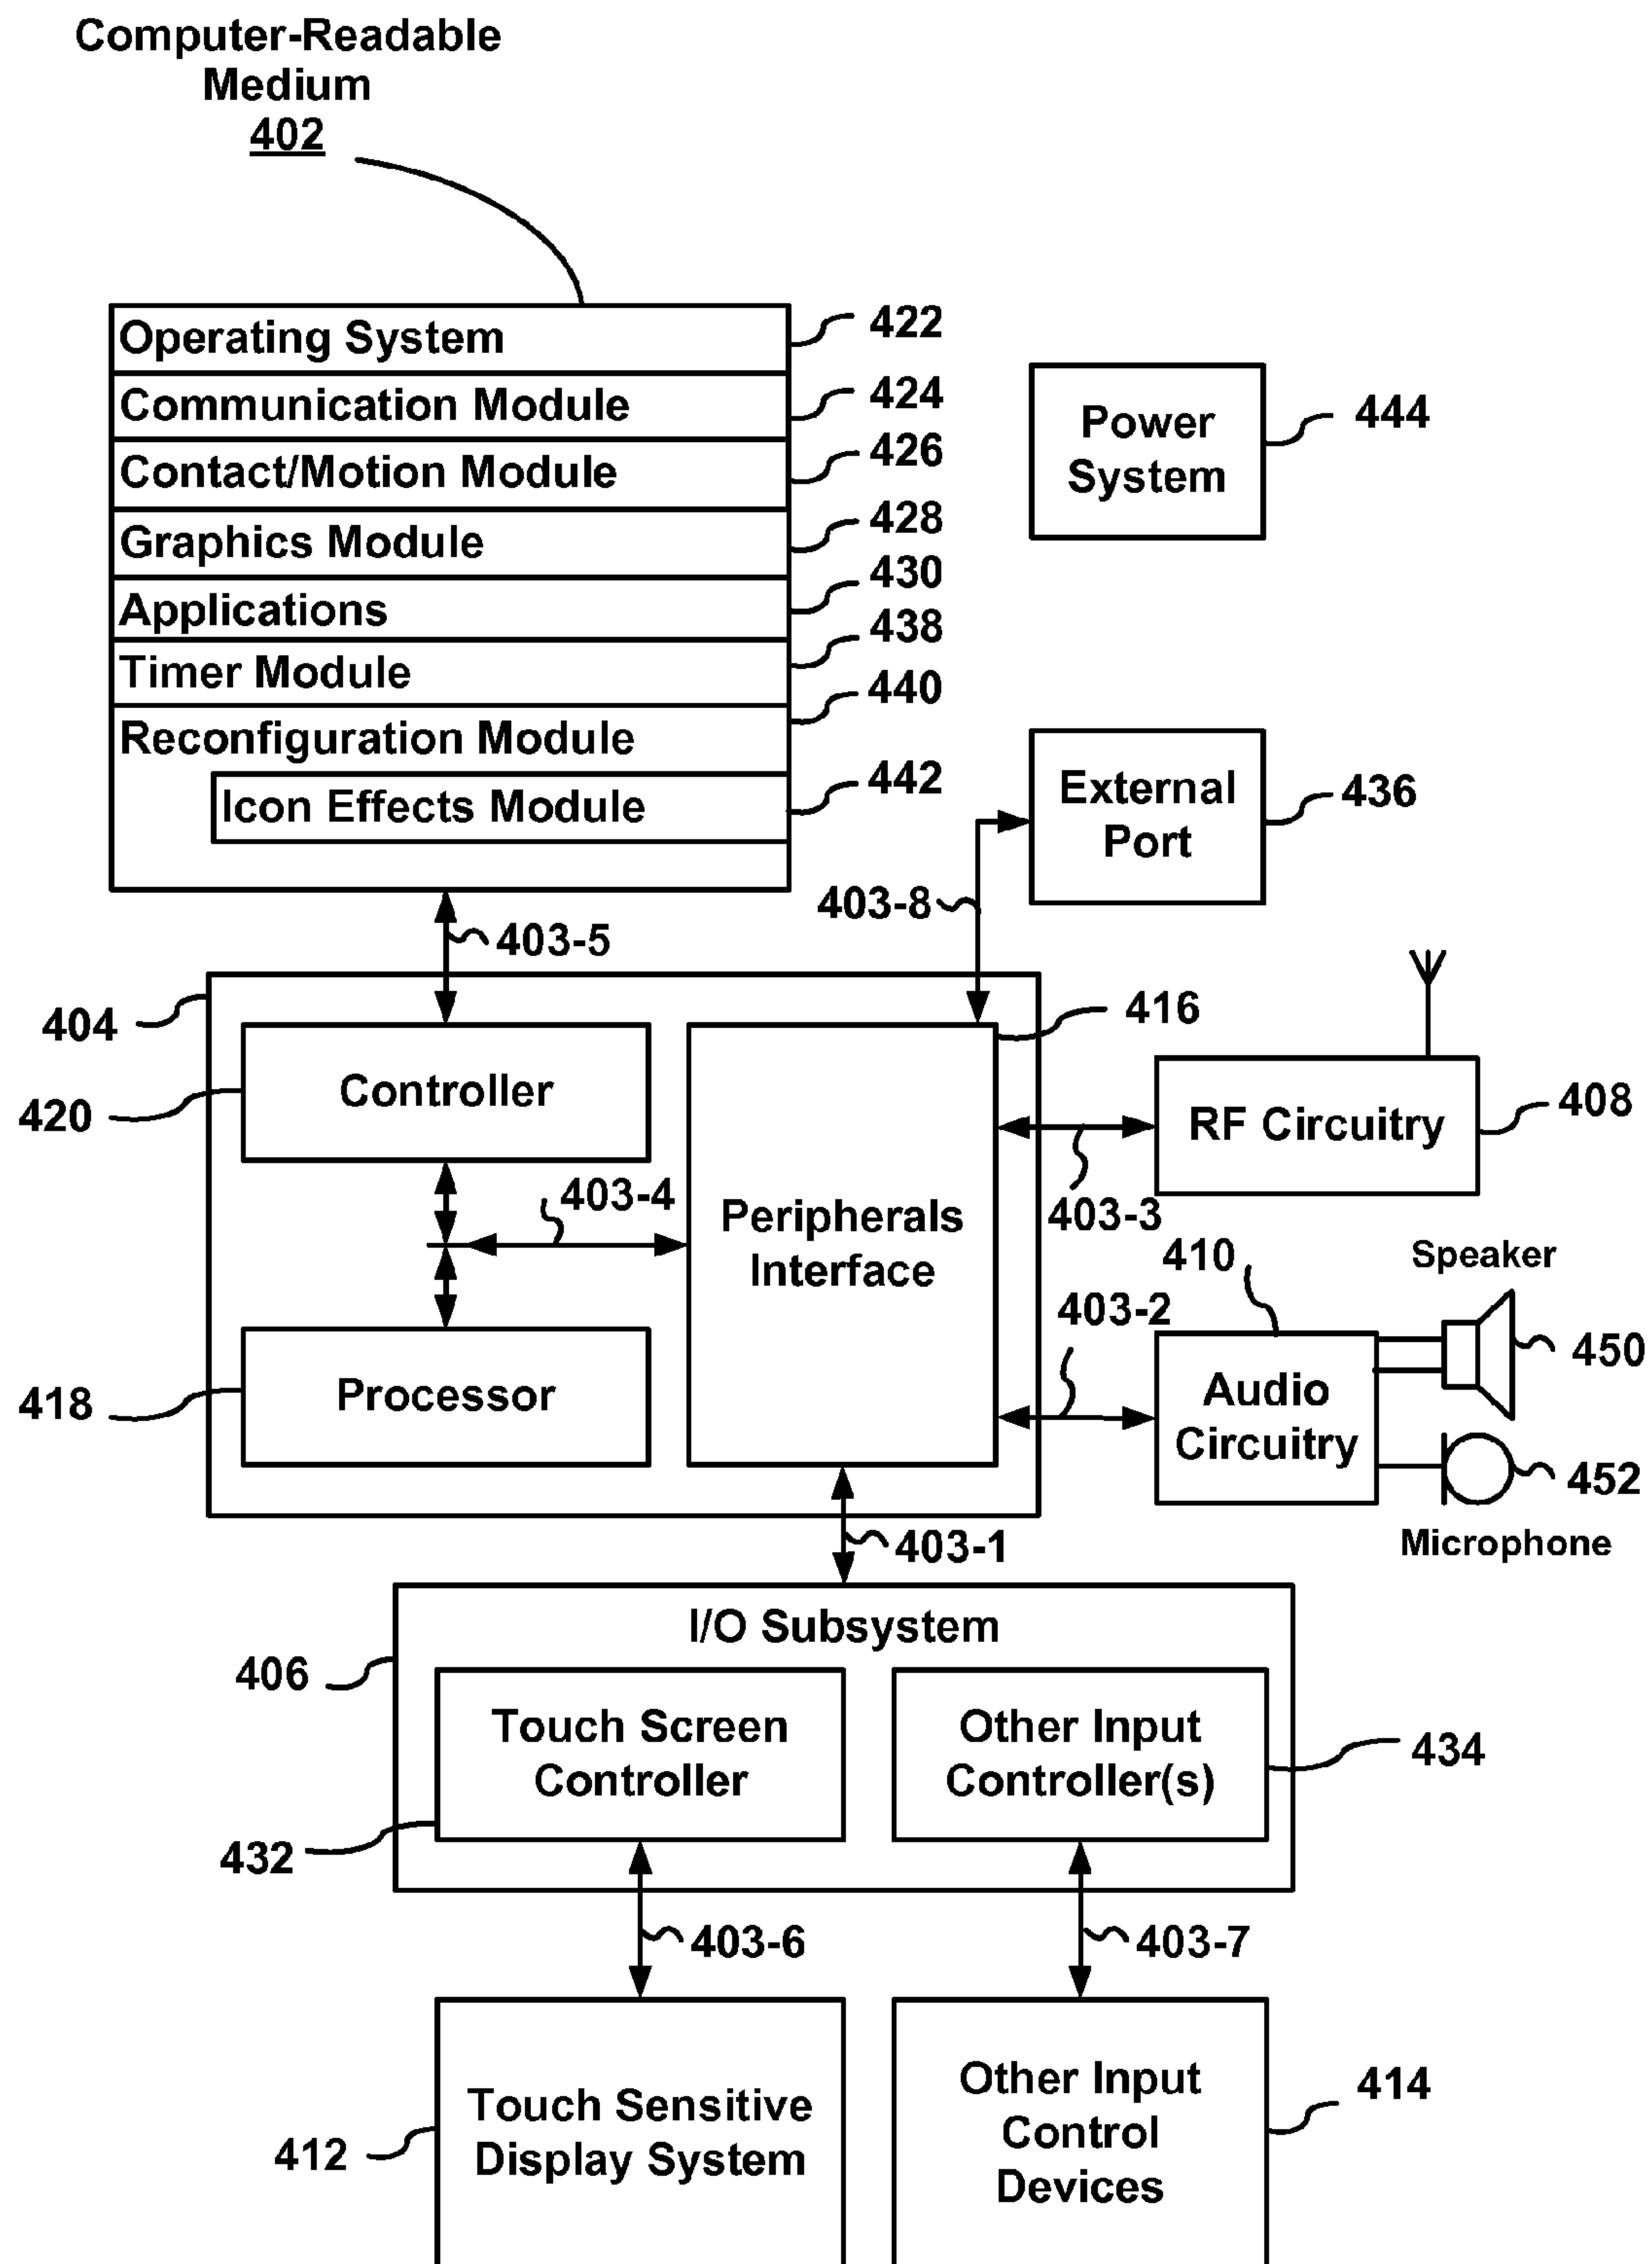 Computer-Readable
Medium
402
Operating System
422
Communication Module
424
Contact/Motion Module
426
Graphics Module
428
Applications
430
Timer Module
438
Reconfiguration Module
440
Icon Effects Module
442
Power
System
444
External
Port
436
403-8
403-5
404
416
Controller
420
RF Circuitry
408
403-4
403-3
Peripherals
Interface
410
Speaker
403-2
450
Processor
418
Audio
Circuitry
452
Microphone
403-1
I/O Subsystem
406
Touch Screen
Controller
432
Other Input
Controller(s)
434
403-6
403-7
Touch Sensitive
Display System
412
Other Input
Control
Devices
414